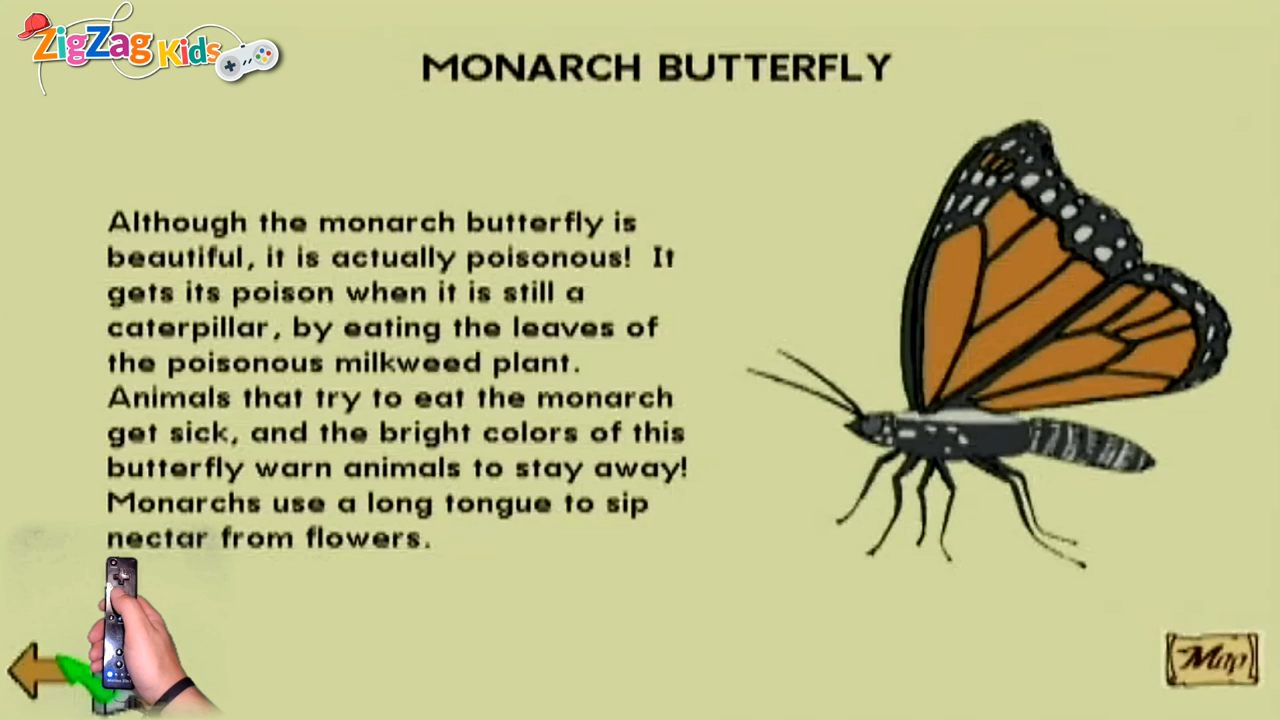 ZigZag Kids
MONARCH BUTTERFLY
Although the monarch butterfly is
beautiful, it is actually poisonous! It
gets its poison when it is still a
caterpillar, by eating the leaves of
the poisonous milkweed plant.
Animals that try to eat the monarch
get sick, and the bright colors of this
butterfly warn animals to stay away!
Monarchs use a long tongue to sip
nectar from flowers.
Map